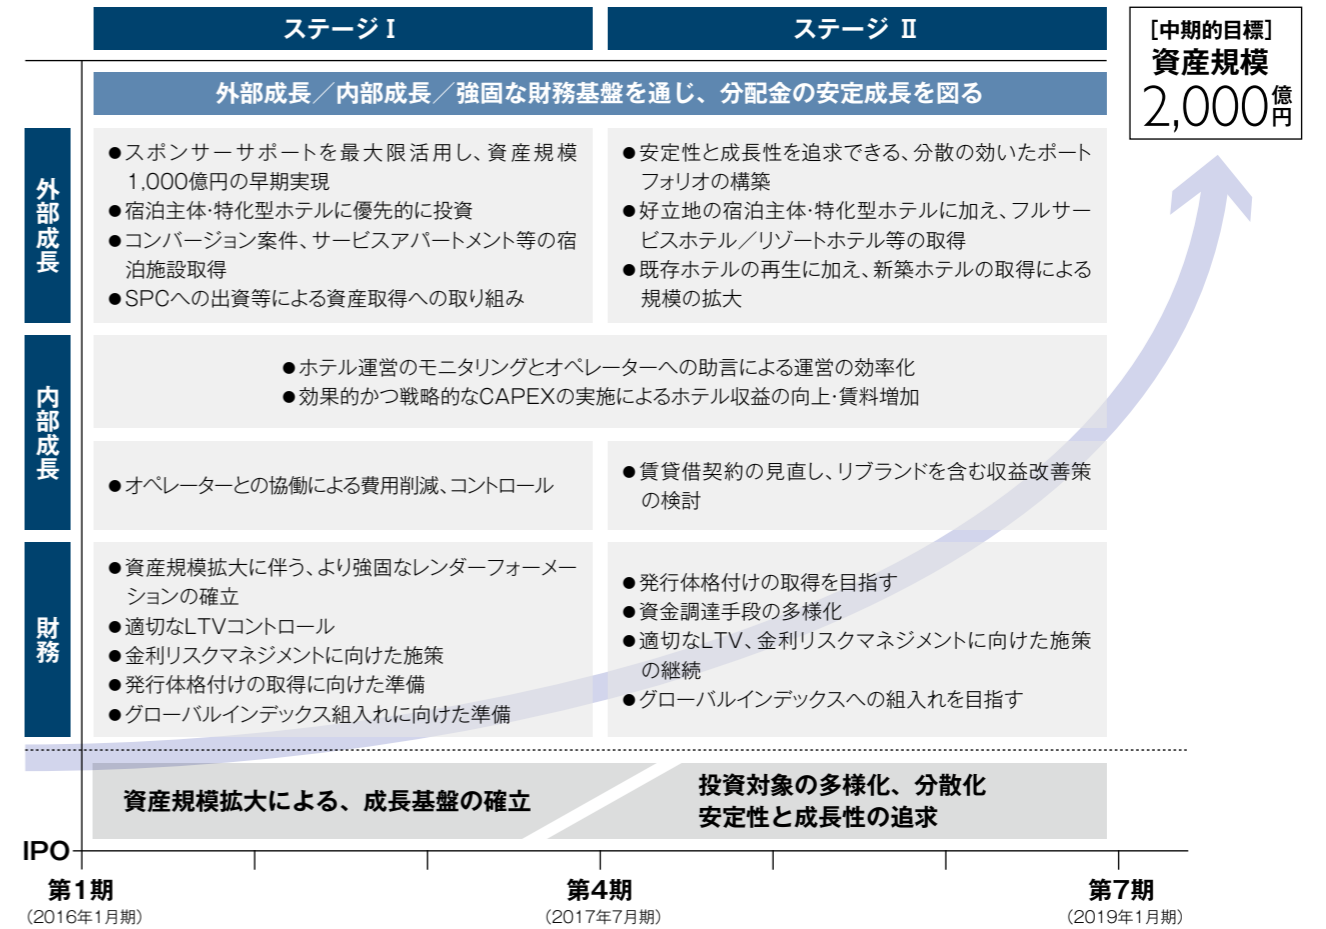 ステージ I
ステージ II
[中期的目標]
資産規模
2,000億円
外部成長／内部成長／強固な財務基盤を通じ、分配金の安定成長を図る
外部成長
●スポンサーサポートを最大限活用し、資産規模
1,000億円の早期実現
●宿泊主体･特化型ホテルに優先的に投資
●コンバージョン案件、サービスアパートメント等の宿
泊施設取得
●SPCへの出資等による資産取得への取り組み
●安定性と成長性を追求できる、分散の効いたポート
フォリオの構築
●好立地の宿泊主体･特化型ホテルに加え、フルサー
ビスホテル／リゾートホテル等の取得
●既存ホテルの再生に加え、新築ホテルの取得による
規模の拡大
内部成長
●ホテル運営のモニタリングとオペレーターへの助言による運営の効率化
●効果的かつ戦略的なCAPEXの実施によるホテル収益の向上･賃料増加
●オペレーターとの協働による費用削減、コントロール
●賃貸借契約の見直し、リブランドを含む収益改善策
の検討
財務
●資産規模拡大に伴う、より強固なレンダーフォーメー
ションの確立
●適切なLTVコントロール
●金利リスクマネジメントに向けた施策
●発行体格付けの取得に向けた準備
●グローバルインデックス組入れに向けた準備
●発行体格付けの取得を目指す
●資金調達手段の多様化
●適切なLTV、金利リスクマネジメントに向けた施策
の継続
●グローバルインデックスへの組入れを目指す
資産規模拡大による、成長基盤の確立
投資対象の多様化、分散化
安定性と成長性の追求
IPO
第1期
（2016年1月期）
第4期
（2017年7月期）
第7期
（2019年1月期）